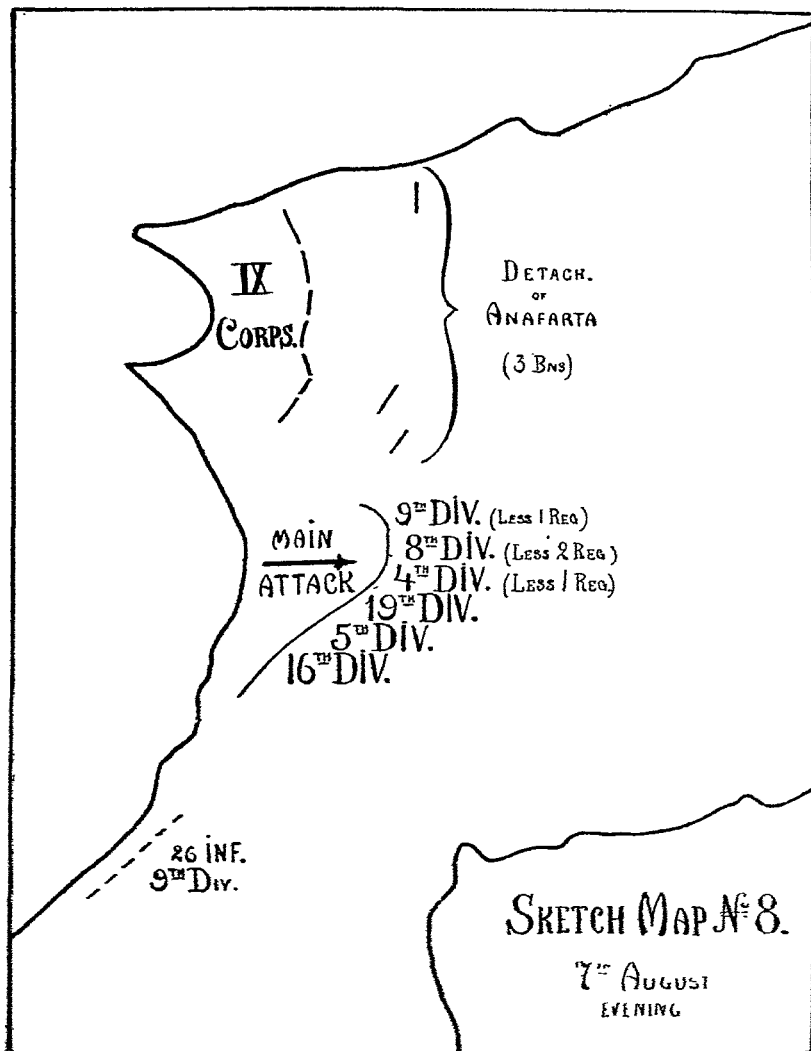 IX
CORPS.
DETACH.
OF
ANAFARTA
(3 BNS)
MAIN
ATTACK
9TH DIV. (LESS 1 REG)
8TH DIV. (LESS 2 REG)
4TH DIV. (LESS 1 REG)
19TH DIV.
5TH DIV.
16TH DIV.
26 INF.
9TH DIV.
SKETCH MAP No 8.
7TH AUGUST
EVENING